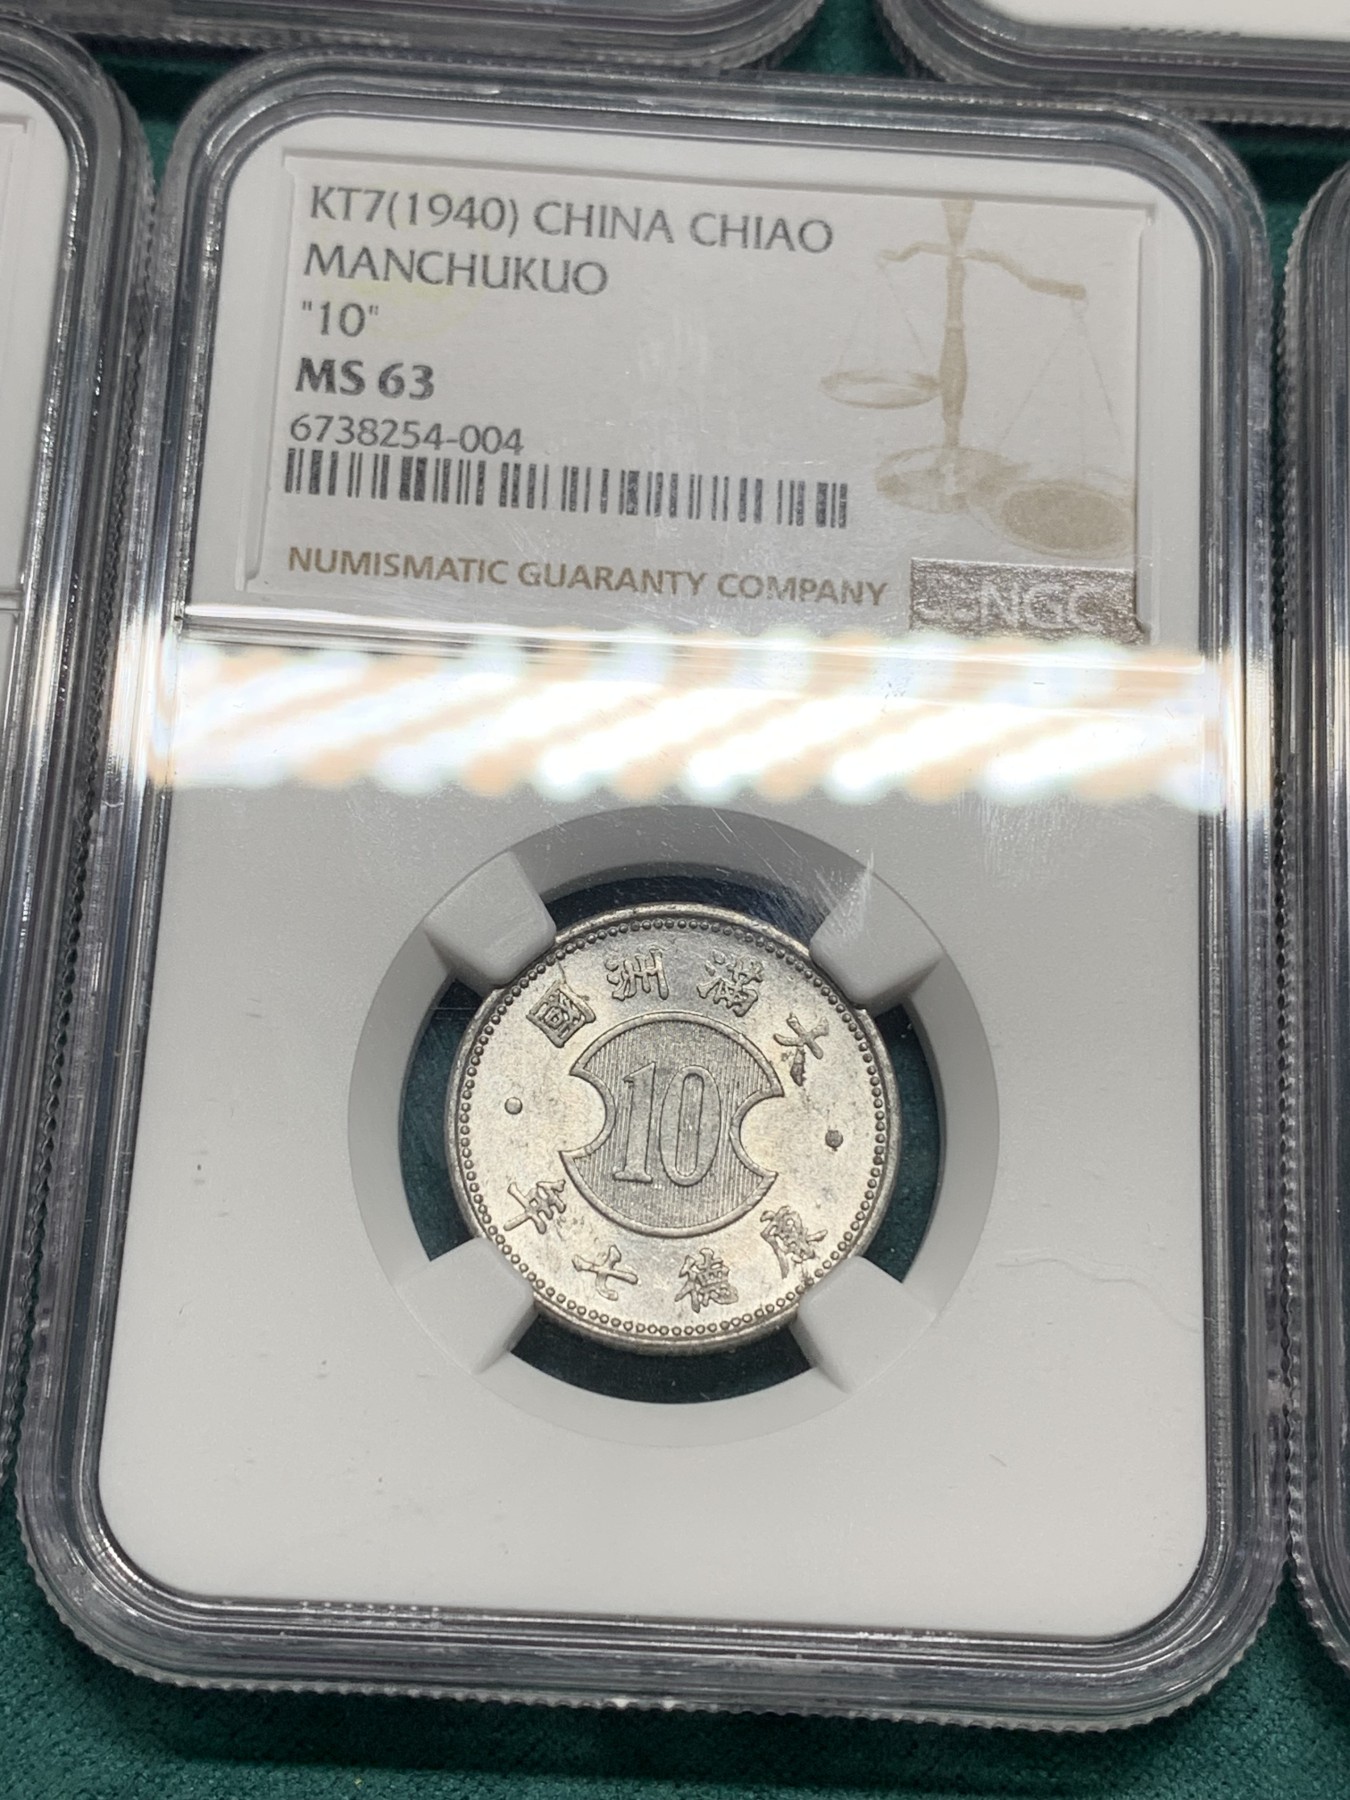 KT7(1940) CHINA CHIAO
MANCHUKUO
"10"
MS 63
6738254-004
NUMISMATIC GUARANTY COMPANY
NGC
大滿洲國
10
康德七年